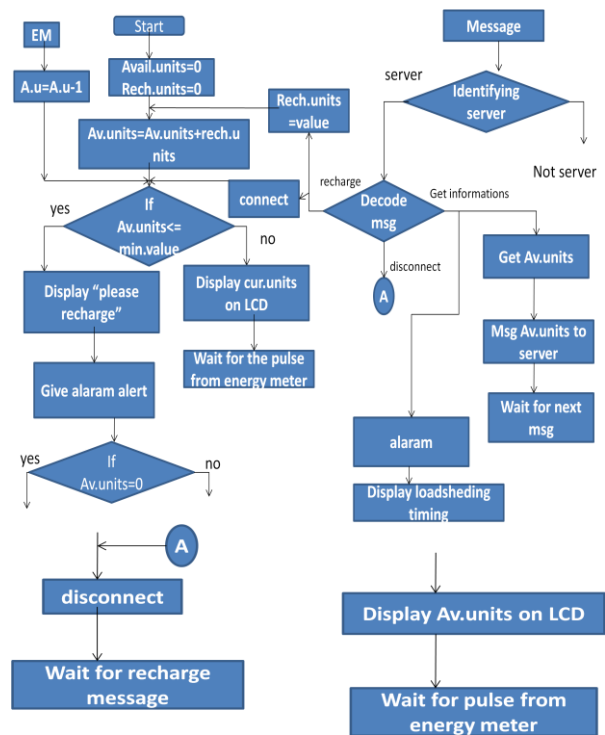 EM
Start
Message
A.u=A.u-1
Avail.units=0
Rech.units=0
Rech.units
=value
server
Identifying
server
Not server
Av.units=Av.units+rech.u
nits
connect
recharge
Decode
msg
Get informations
disconnect
A
yes
If
Av.units<=
min.value
no
Get Av.units
Display “please
recharge”
Display cur.units
on LCD
Msg Av.units to
server
Give alaram alert
Wait for the pulse
from energy meter
Wait for next
msg
alaram
yes
If
Av.units=0
no
Display loadsheding
timing
A
disconnect
Display Av.units on LCD
Wait for recharge
message
Wait for pulse from
energy meter